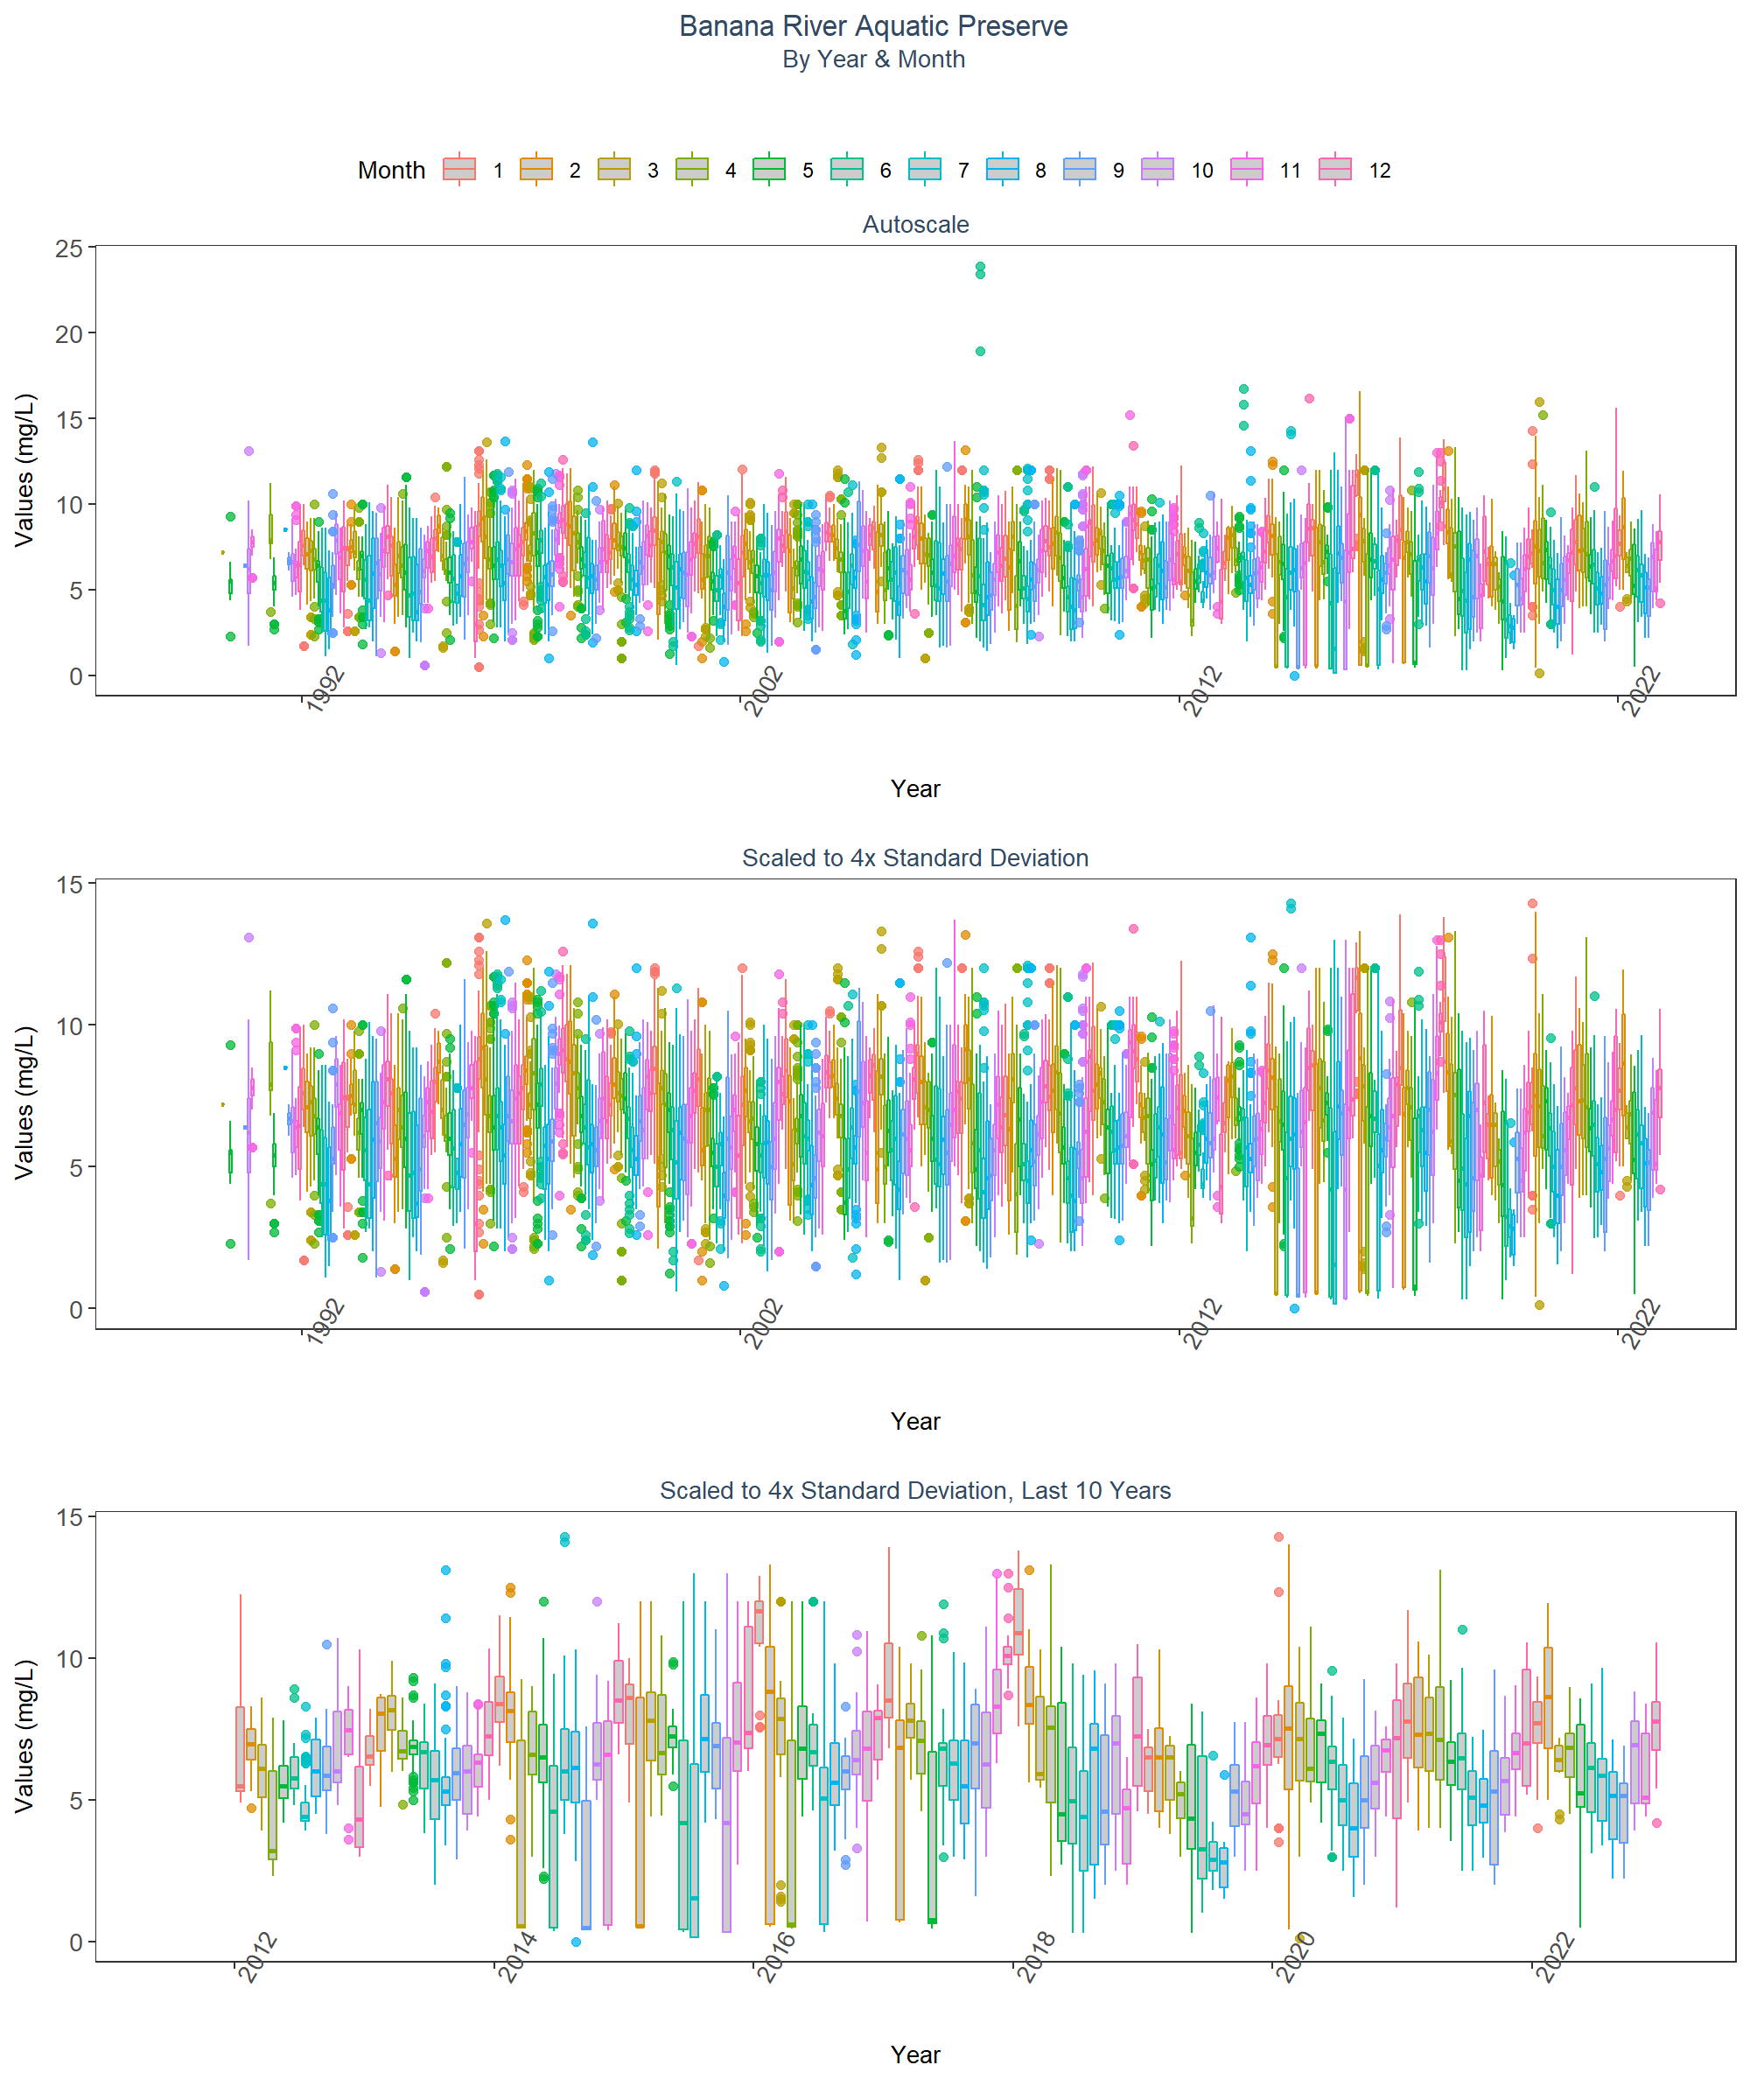 Banana River Aquatic Preserve
By Year & Month
Month 1 2 3 4 5 6 7 8 9 10 11 12
Autoscale
Values (mg/L)
25
20
15
10
5
0
1992 2002 2012 2022
Year
Scaled to 4x Standard Deviation
Values (mg/L)
15
10
5
0
1992 2002 2012 2022
Year
Scaled to 4x Standard Deviation, Last 10 Years
Values (mg/L)
15
10
5
0
2012 2014 2016 2018 2020 2022
Year